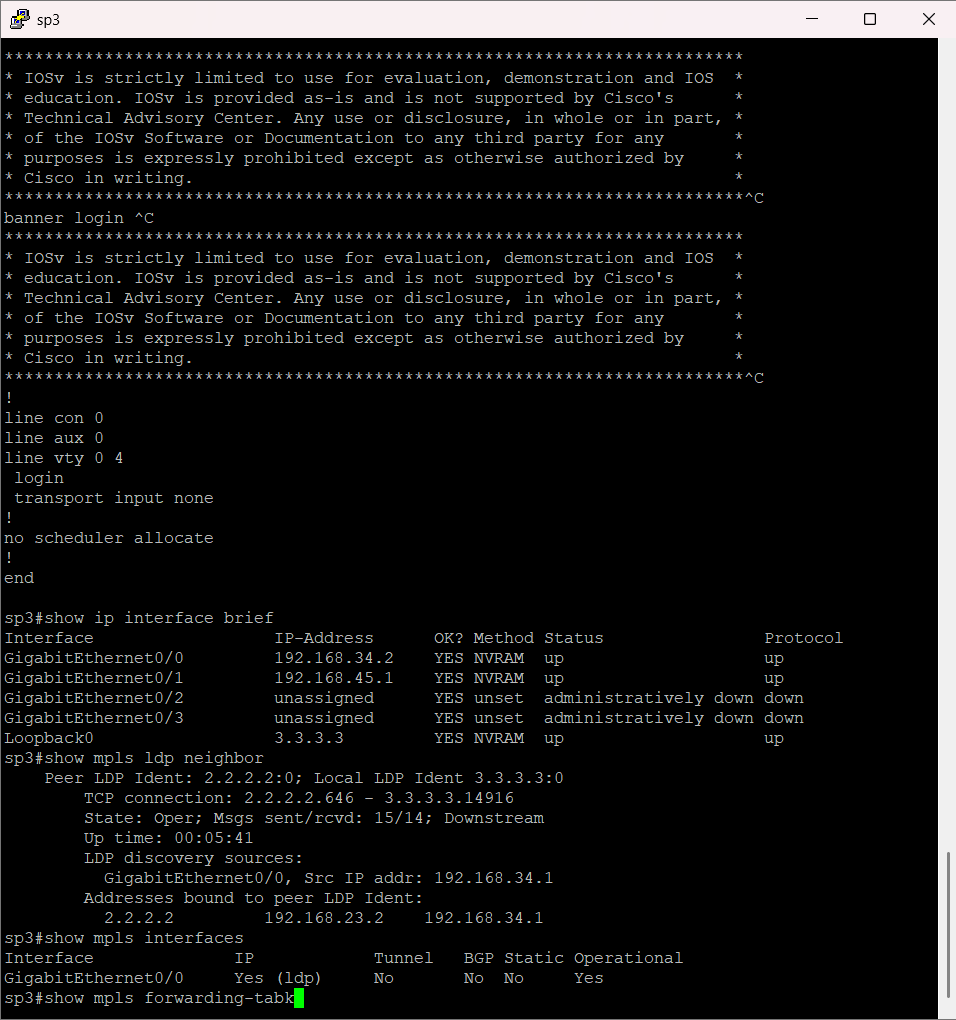 sp3
**************************************************************************
* IOSv is strictly limited to use for evaluation, demonstration and IOS  *
* education. IOSv is provided as-is and is not supported by Cisco's      *
* Technical Advisory Center. Any use or disclosure, in whole or in part, *
* of the IOSv Software or Documentation to any third party for any       *
* purposes is expressly prohibited except as otherwise authorized by     *
* Cisco in writing.                                                      *
**************************************************************************^C
banner login ^C
**************************************************************************
* IOSv is strictly limited to use for evaluation, demonstration and IOS  *
* education. IOSv is provided as-is and is not supported by Cisco's      *
* Technical Advisory Center. Any use or disclosure, in whole or in part, *
* of the IOSv Software or Documentation to any third party for any       *
* purposes is expressly prohibited except as otherwise authorized by     *
* Cisco in writing.                                                      *
**************************************************************************^C
!
line con 0
line aux 0
line vty 0 4
 login
 transport input none
!
no scheduler allocate
!
end

sp3#show ip interface brief
Interface                  IP-Address      OK? Method Status                Protocol
GigabitEthernet0/0         192.168.34.2    YES NVRAM  up                    up
GigabitEthernet0/1         192.168.45.1    YES NVRAM  up                    up
GigabitEthernet0/2         unassigned      YES unset  administratively down down
GigabitEthernet0/3         unassigned      YES unset  administratively down down
Loopback0                  3.3.3.3         YES NVRAM  up                    up
sp3#show mpls ldp neighbor
    Peer LDP Ident: 2.2.2.2:0; Local LDP Ident 3.3.3.3:0
        TCP connection: 2.2.2.2.646 - 3.3.3.3.14916
        State: Oper; Msgs sent/rcvd: 15/14; Downstream
        Up time: 00:05:41
        LDP discovery sources:
          GigabitEthernet0/0, Src IP addr: 192.168.34.1
        Addresses bound to peer LDP Ident:
          2.2.2.2         192.168.23.2    192.168.34.1
sp3#show mpls interfaces
Interface              IP            Tunnel   BGP Static Operational
GigabitEthernet0/0     Yes (ldp)     No       No  No     Yes
sp3#show mpls forwarding-tabk